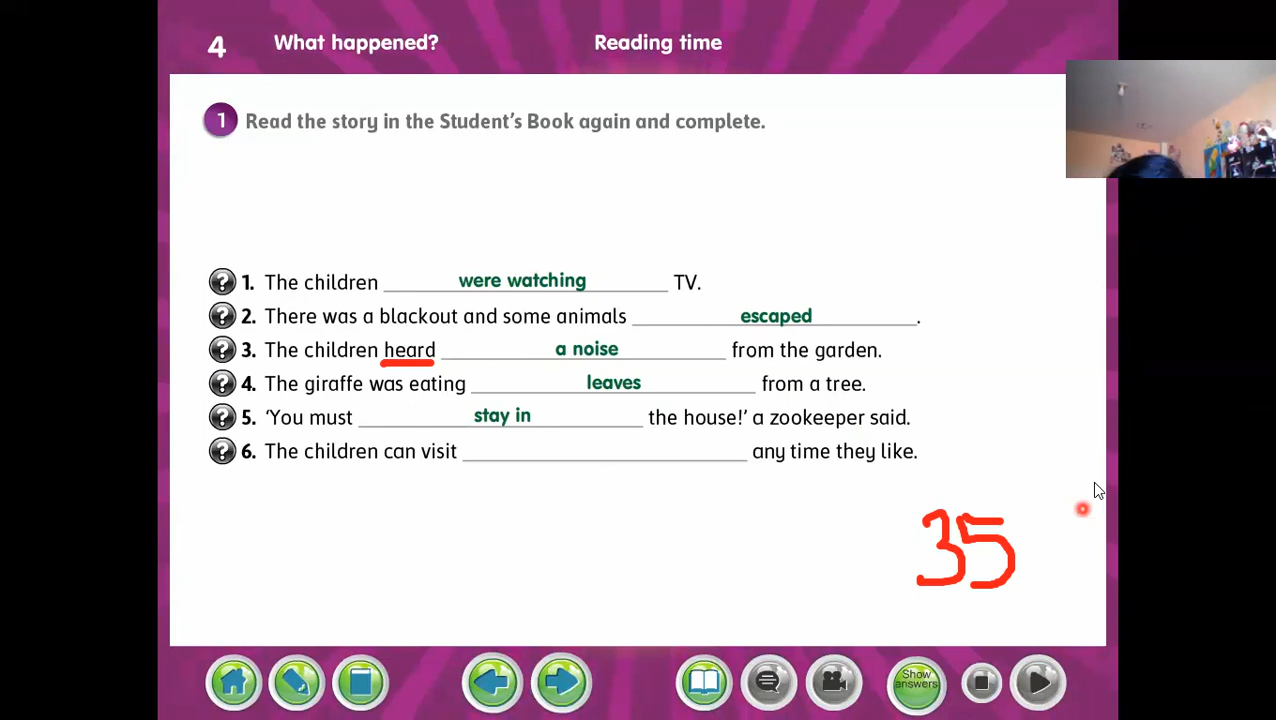 4 What happened? Reading time
1 Read the story in the Student's Book again and complete.
? 1. The children were watching TV.
? 2. There was a blackout and some animals escaped.
? 3. The children heard a noise from the garden.
? 4. The giraffe was eating leaves from a tree.
? 5. 'You must stay in the house!' a zookeeper said.
? 6. The children can visit ____ any time they like.
35
Show answers